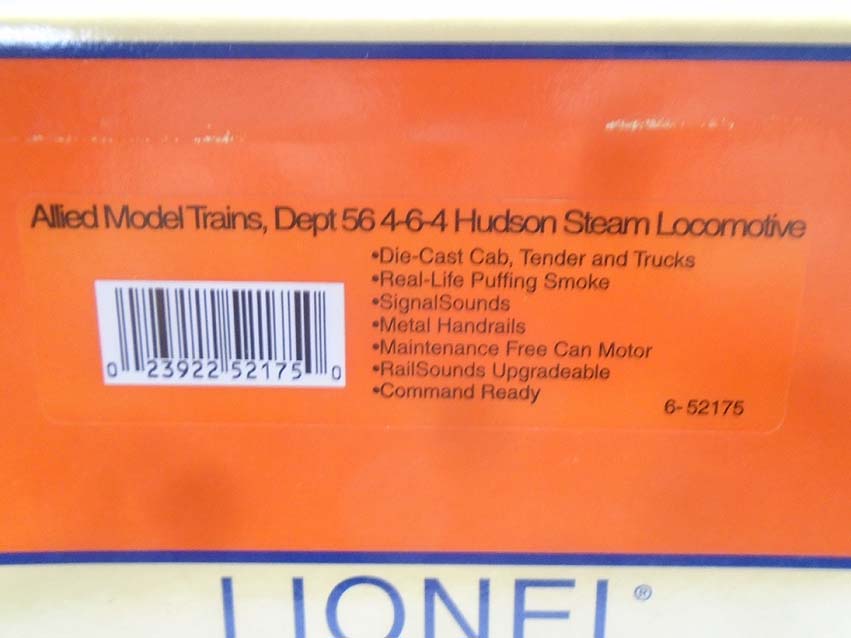 Allied Model Trains, Dept 56 4-6-4 Hudson Steam Locomotive
•Die-Cast Cab, Tender and Trucks
•Real-Life Puffing Smoke
•SignalSounds
•Metal Handrails
•Maintenance Free Can Motor
•RailSounds Upgradeable
•Command Ready
0 23922 52175 0
6-52175
LIONEL®